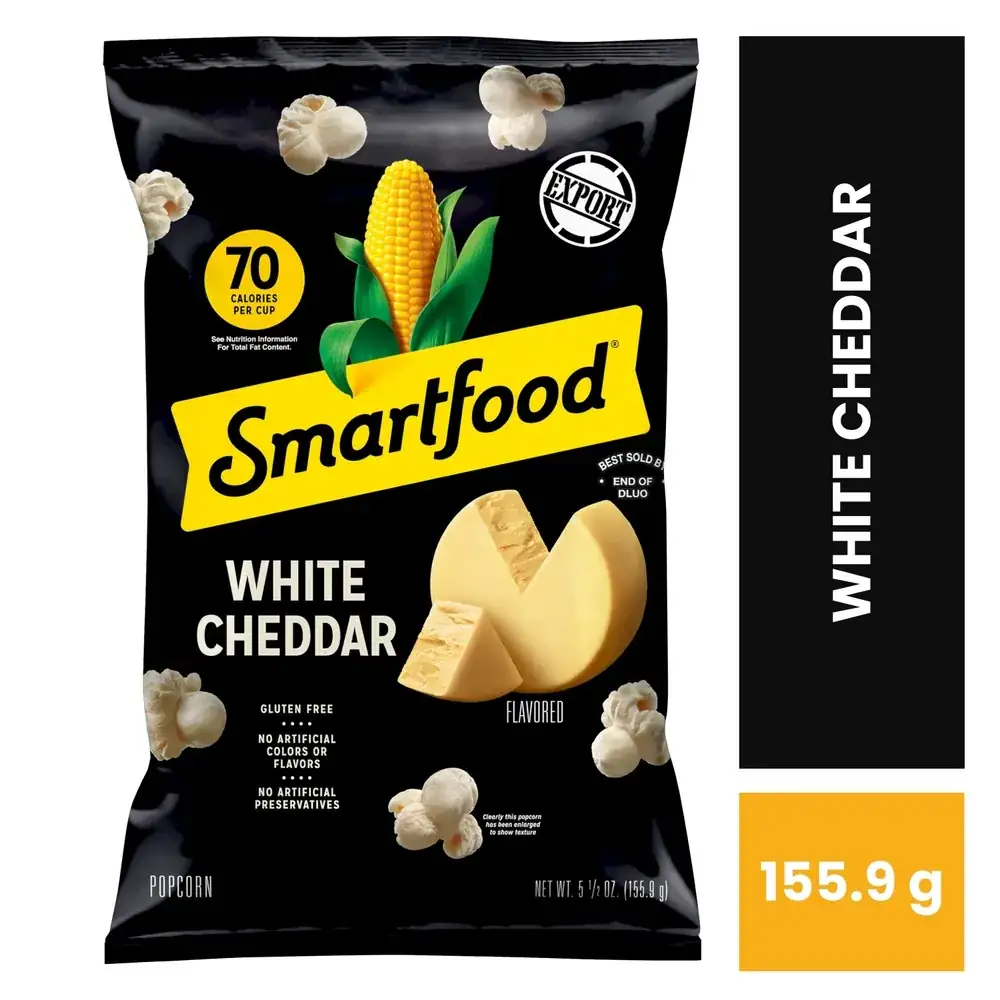 EXPORT
70
CALORIES
PER CUP
See Nutrition Information
For Total Fat Content.
Smartfood®
BEST SOLD BY
END OF
DLUO
WHITE
CHEDDAR
FLAVORED
GLUTEN FREE
NO ARTIFICIAL
COLORS OR
FLAVORS
NO ARTIFICIAL
PRESERVATIVES
Clearly this popcorn
has been enlarged
to show texture
POPCORN
NET WT. 5 1/2 OZ. (155.9 g)
WHITE CHEDDAR
155.9 g